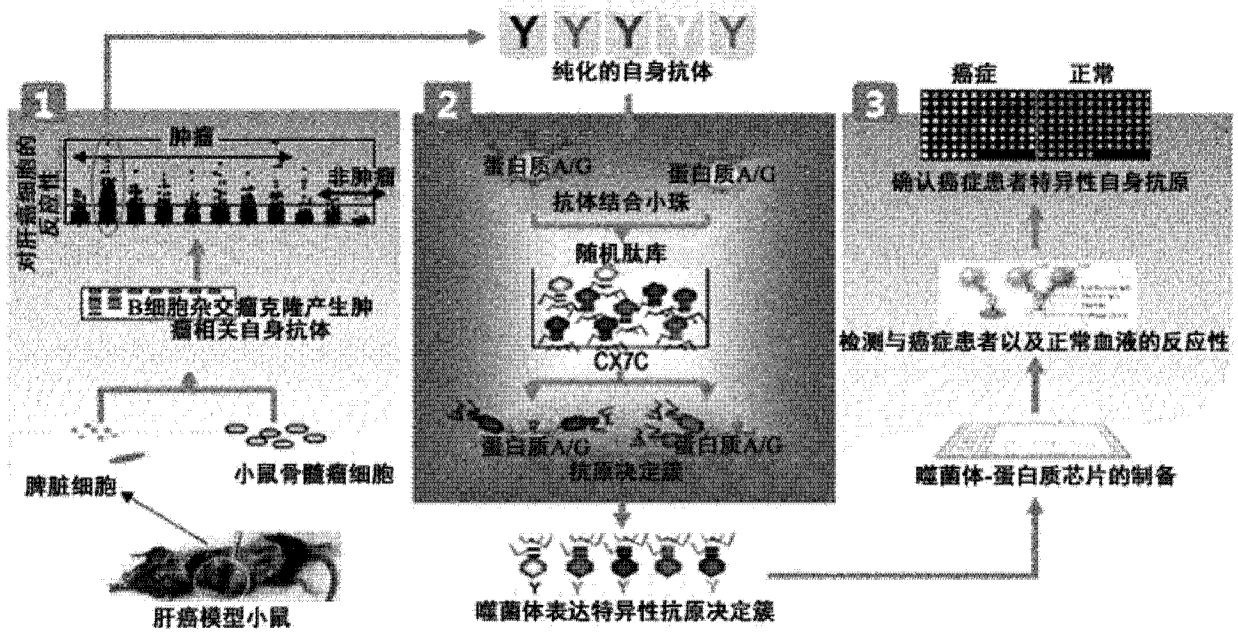 纯化的自身抗体
1
对肝癌细胞的
反应性
肿瘤
非肿瘤
B细胞杂交瘤克隆产生肿
瘤相关自身抗体
小鼠骨髓瘤细胞
脾脏细胞
肝癌模型小鼠
2
蛋白质A/G
蛋白质A/G
抗体结合小珠
随机肽库
CX7C
蛋白质A/G
蛋白质A/G
抗原决定簇
噬菌体表达特异性抗原决定簇
3
癌症
正常
确认癌症患者特异性自身抗原
检测与癌症患者以及正常血液的反应性
噬菌体-蛋白质芯片的制备